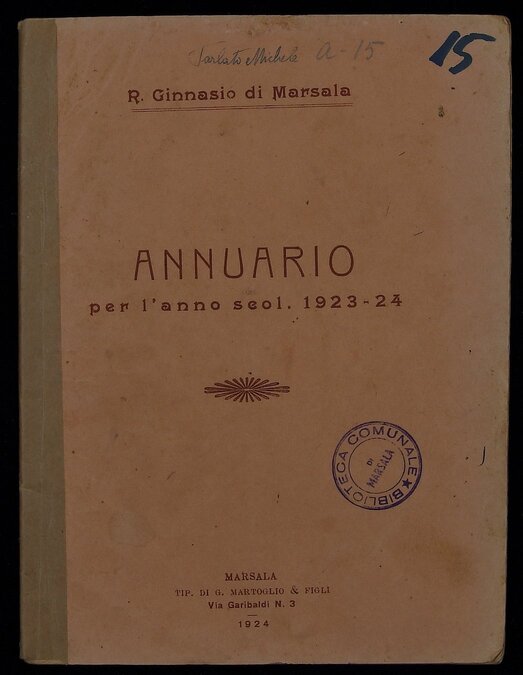 Michele A-15
15
R. Ginnasio di Marsala
ANNUARIO
per l'anno scol. 1923-24
BIBLIOTECA COMUNALE
DI
MARSALA
MARSALA
TIP. DI G. MARTOGLIO & FIGLI
Via Garibaldi N. 3
1924